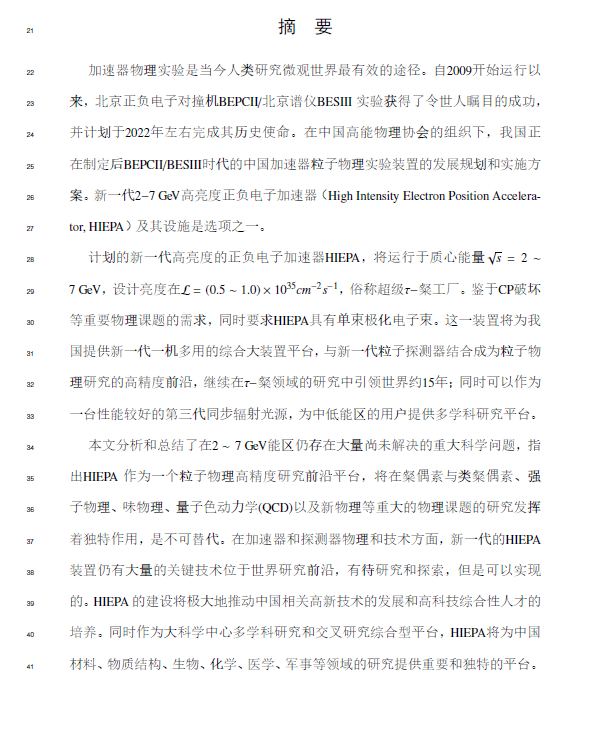 21 摘 要
22 加速器物理实验是当今人类研究微观世界最有效的途径。自2009开始运行以
23 来，北京正负电子对撞机BEPCII/北京谱仪BESIII 实验获得了令世人瞩目的成功，
24 并计划于2022年左右完成其历史使命。在中国高能物理协会的组织下，我国正
25 在制定后BEPCII/BESIII时代的中国加速器粒子物理实验装置的发展规划和实施方
26 案。新一代2−7 GeV高亮度正负电子加速器（High Intensity Electron Position Accelera-
27 tor, HIEPA）及其设施是选项之一。
28 计划的新一代高亮度的正负电子加速器HIEPA，将运行于质心能量 √s = 2 ~
29 7 GeV，设计亮度在ℒ = (0.5 ~ 1.0) × 10³⁵cm⁻²s⁻¹，俗称超级τ−粲工厂。鉴于CP破坏
30 等重要物理课题的需求，同时要求HIEPA具有单束极化电子束。这一装置将为我
31 国提供新一代一机多用的综合大装置平台，与新一代粒子探测器结合成为粒子物
32 理研究的高精度前沿，继续在τ−粲领域的研究中引领世界约15年；同时可以作为
33 一台性能较好的第三代同步辐射光源，为中低能区的用户提供多学科研究平台。
34 本文分析和总结了在2 ~ 7 GeV能区仍存在大量尚未解决的重大科学问题，指
35 出HIEPA 作为一个粒子物理高精度研究前沿平台，将在粲偶素与类粲偶素、强
36 子物理、味物理、量子色动力学(QCD)以及新物理等重大的物理课题的研究发挥
37 着独特作用，是不可替代。在加速器和探测器物理和技术方面，新一代的HIEPA
38 装置仍有大量的关键技术位于世界研究前沿，有待研究和探索，但是可以实现
39 的。HIEPA 的建设将极大地推动中国相关高新技术的发展和高科技综合性人才的
40 培养。同时作为大科学中心多学科研究和交叉研究综合型平台，HIEPA将为中国
41 材料、物质结构、生物、化学、医学、军事等领域的研究提供重要和独特的平台。